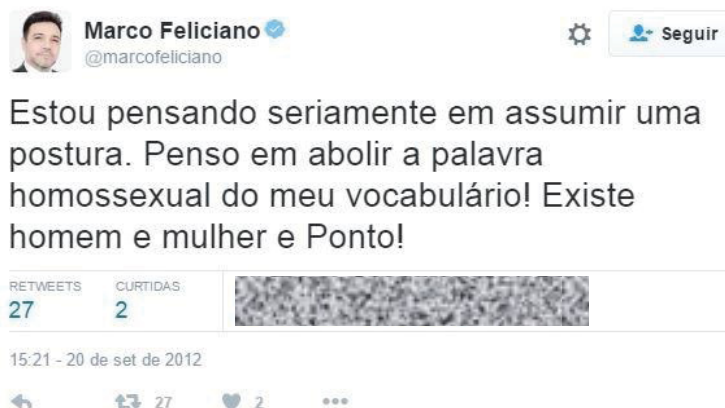 Marco Feliciano
@marcofeliciano
Seguir
Estou pensando seriamente em assumir uma
postura. Penso em abolir a palavra
homossexual do meu vocabulário! Existe
homem e mulher e Ponto!
RETWEETS CURTIDAS
27 2
15:21 - 20 de set de 2012
27 2